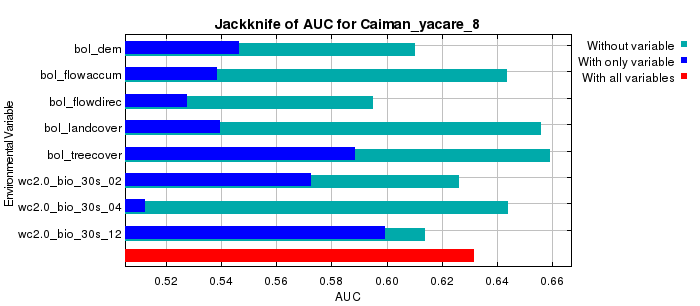 Jackknife of AUC for Caiman_yacare_8
Environmental Variable
bol_dem
bol_flowaccum
bol_flowdirec
bol_landcover
bol_treecover
wc2.0_bio_30s_02
wc2.0_bio_30s_04
wc2.0_bio_30s_12
Without variable
With only variable
With all variables
0.52 0.54 0.56 0.58 0.60 0.62 0.64 0.66
AUC